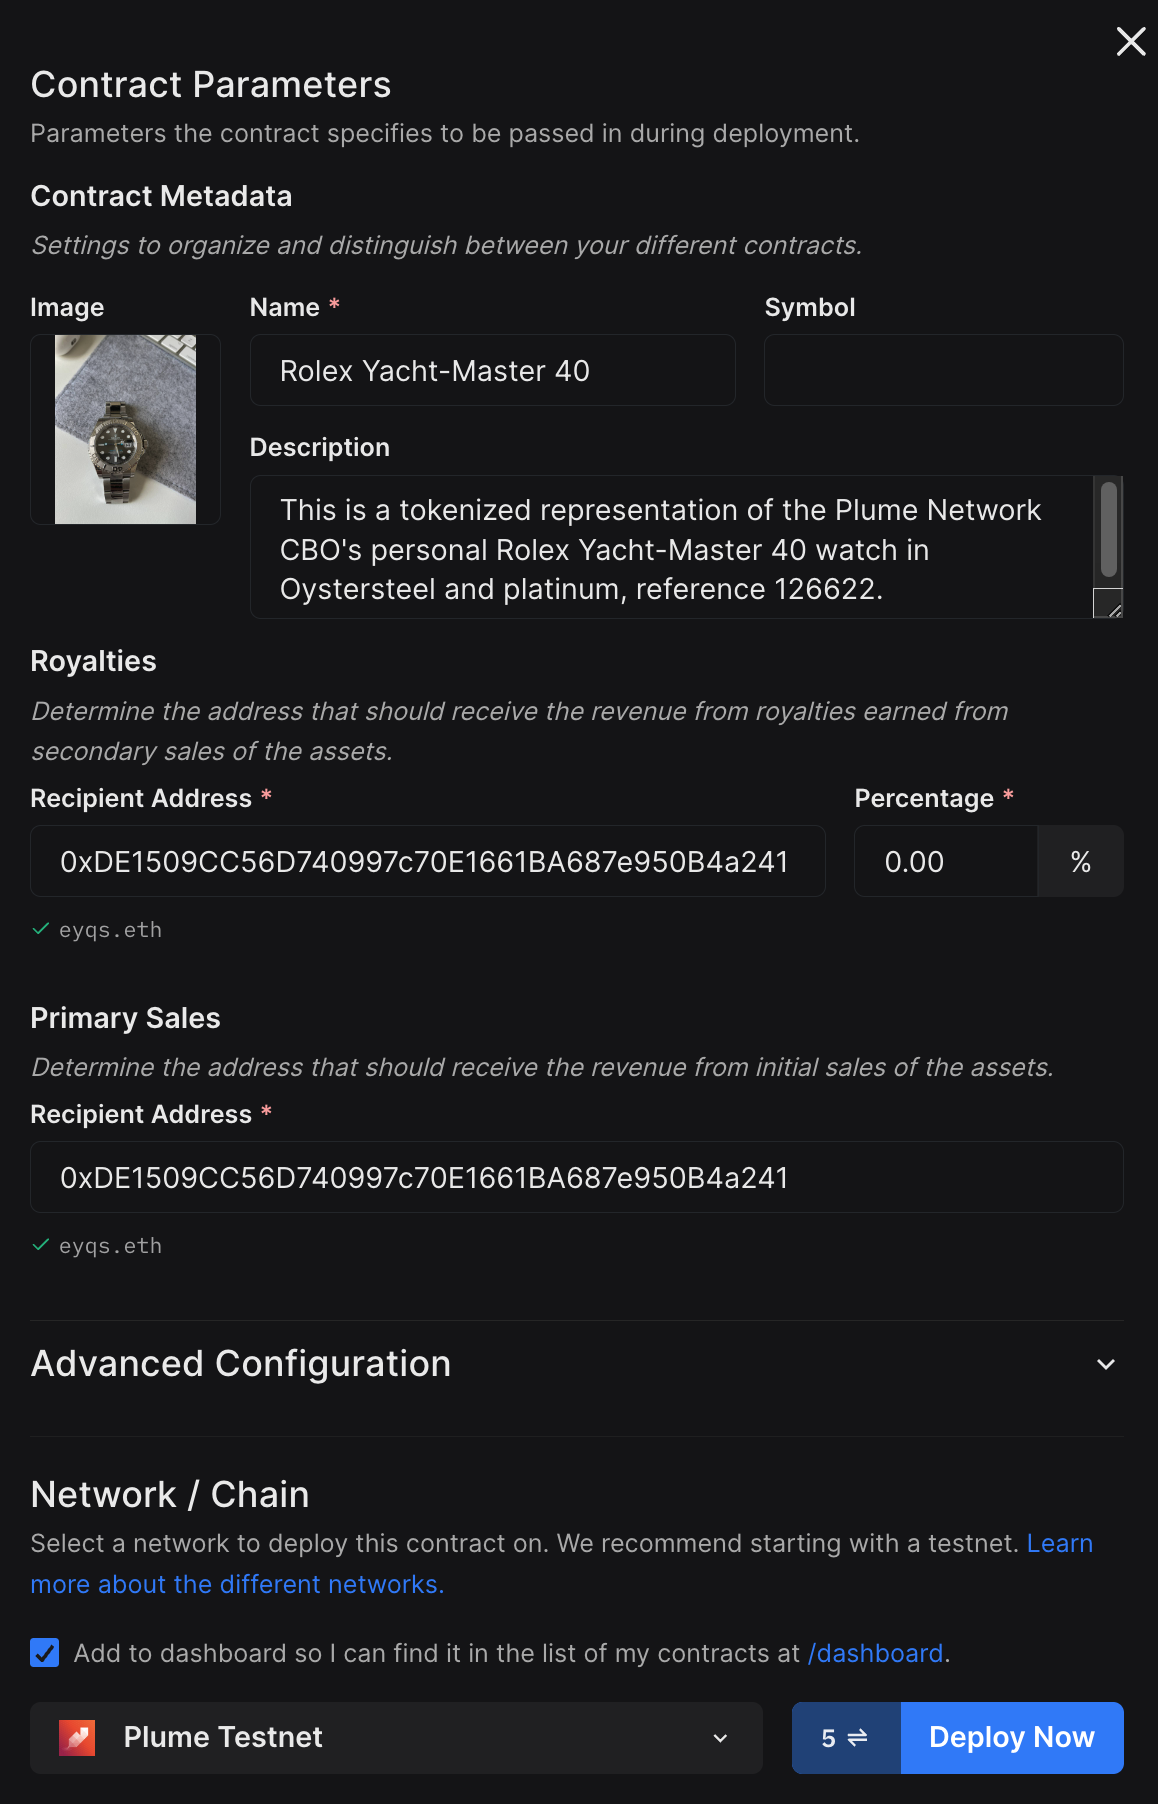 Contract Parameters
Parameters the contract specifies to be passed in during deployment.
Contract Metadata
Settings to organize and distinguish between your different contracts.
Image
Name *
Symbol
Rolex Yacht-Master 40
Description
This is a tokenized representation of the Plume Network
CBO's personal Rolex Yacht-Master 40 watch in
Oystersteel and platinum, reference 126622.
Royalties
Determine the address that should receive the revenue from royalties earned from
secondary sales of the assets.
Recipient Address *
Percentage *
0xDE1509CC56D740997c70E1661BA687e950B4a241
0.00
%
eyqs.eth
Primary Sales
Determine the address that should receive the revenue from initial sales of the assets.
Recipient Address *
0xDE1509CC56D740997c70E1661BA687e950B4a241
eyqs.eth
Advanced Configuration
Network / Chain
Select a network to deploy this contract on. We recommend starting with a testnet. Learn
more about the different networks.
Add to dashboard so I can find it in the list of my contracts at /dashboard.
Plume Testnet
5
Deploy Now